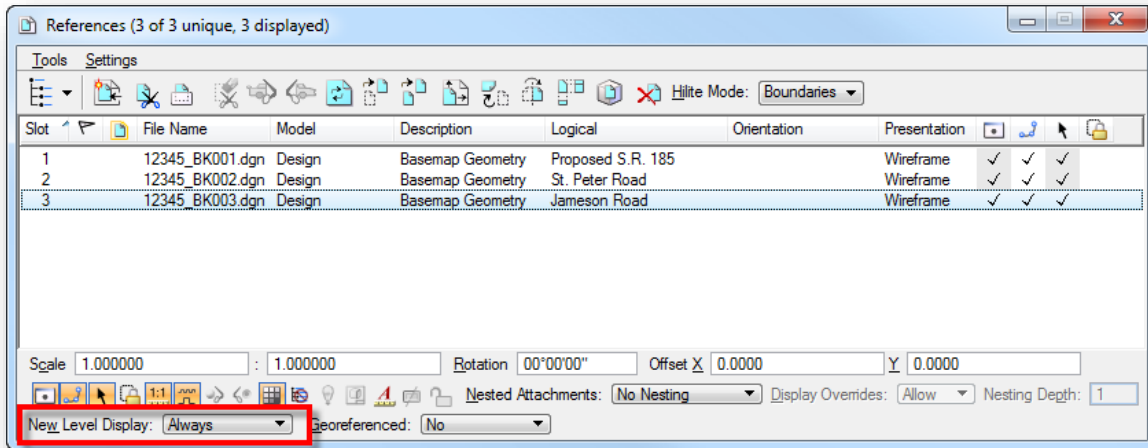 References (3 of 3 unique, 3 displayed)
Tools Settings
Hilite Mode: Boundaries
Slot File Name Model Description Logical Orientation Presentation
1 12345_BK001.dgn Design Basemap Geometry Proposed S.R. 185 Wireframe ✓ ✓ ✓
2 12345_BK002.dgn Design Basemap Geometry St. Peter Road Wireframe ✓ ✓ ✓
3 12345_BK003.dgn Design Basemap Geometry Jameson Road Wireframe ✓ ✓ ✓
Scale 1.000000 : 1.000000 Rotation 00°00'00" Offset X 0.0000 Y 0.0000
1:1 A Nested Attachments: No Nesting Display Overrides: Allow Nesting Depth: 1
New Level Display: Always Georeferenced: No